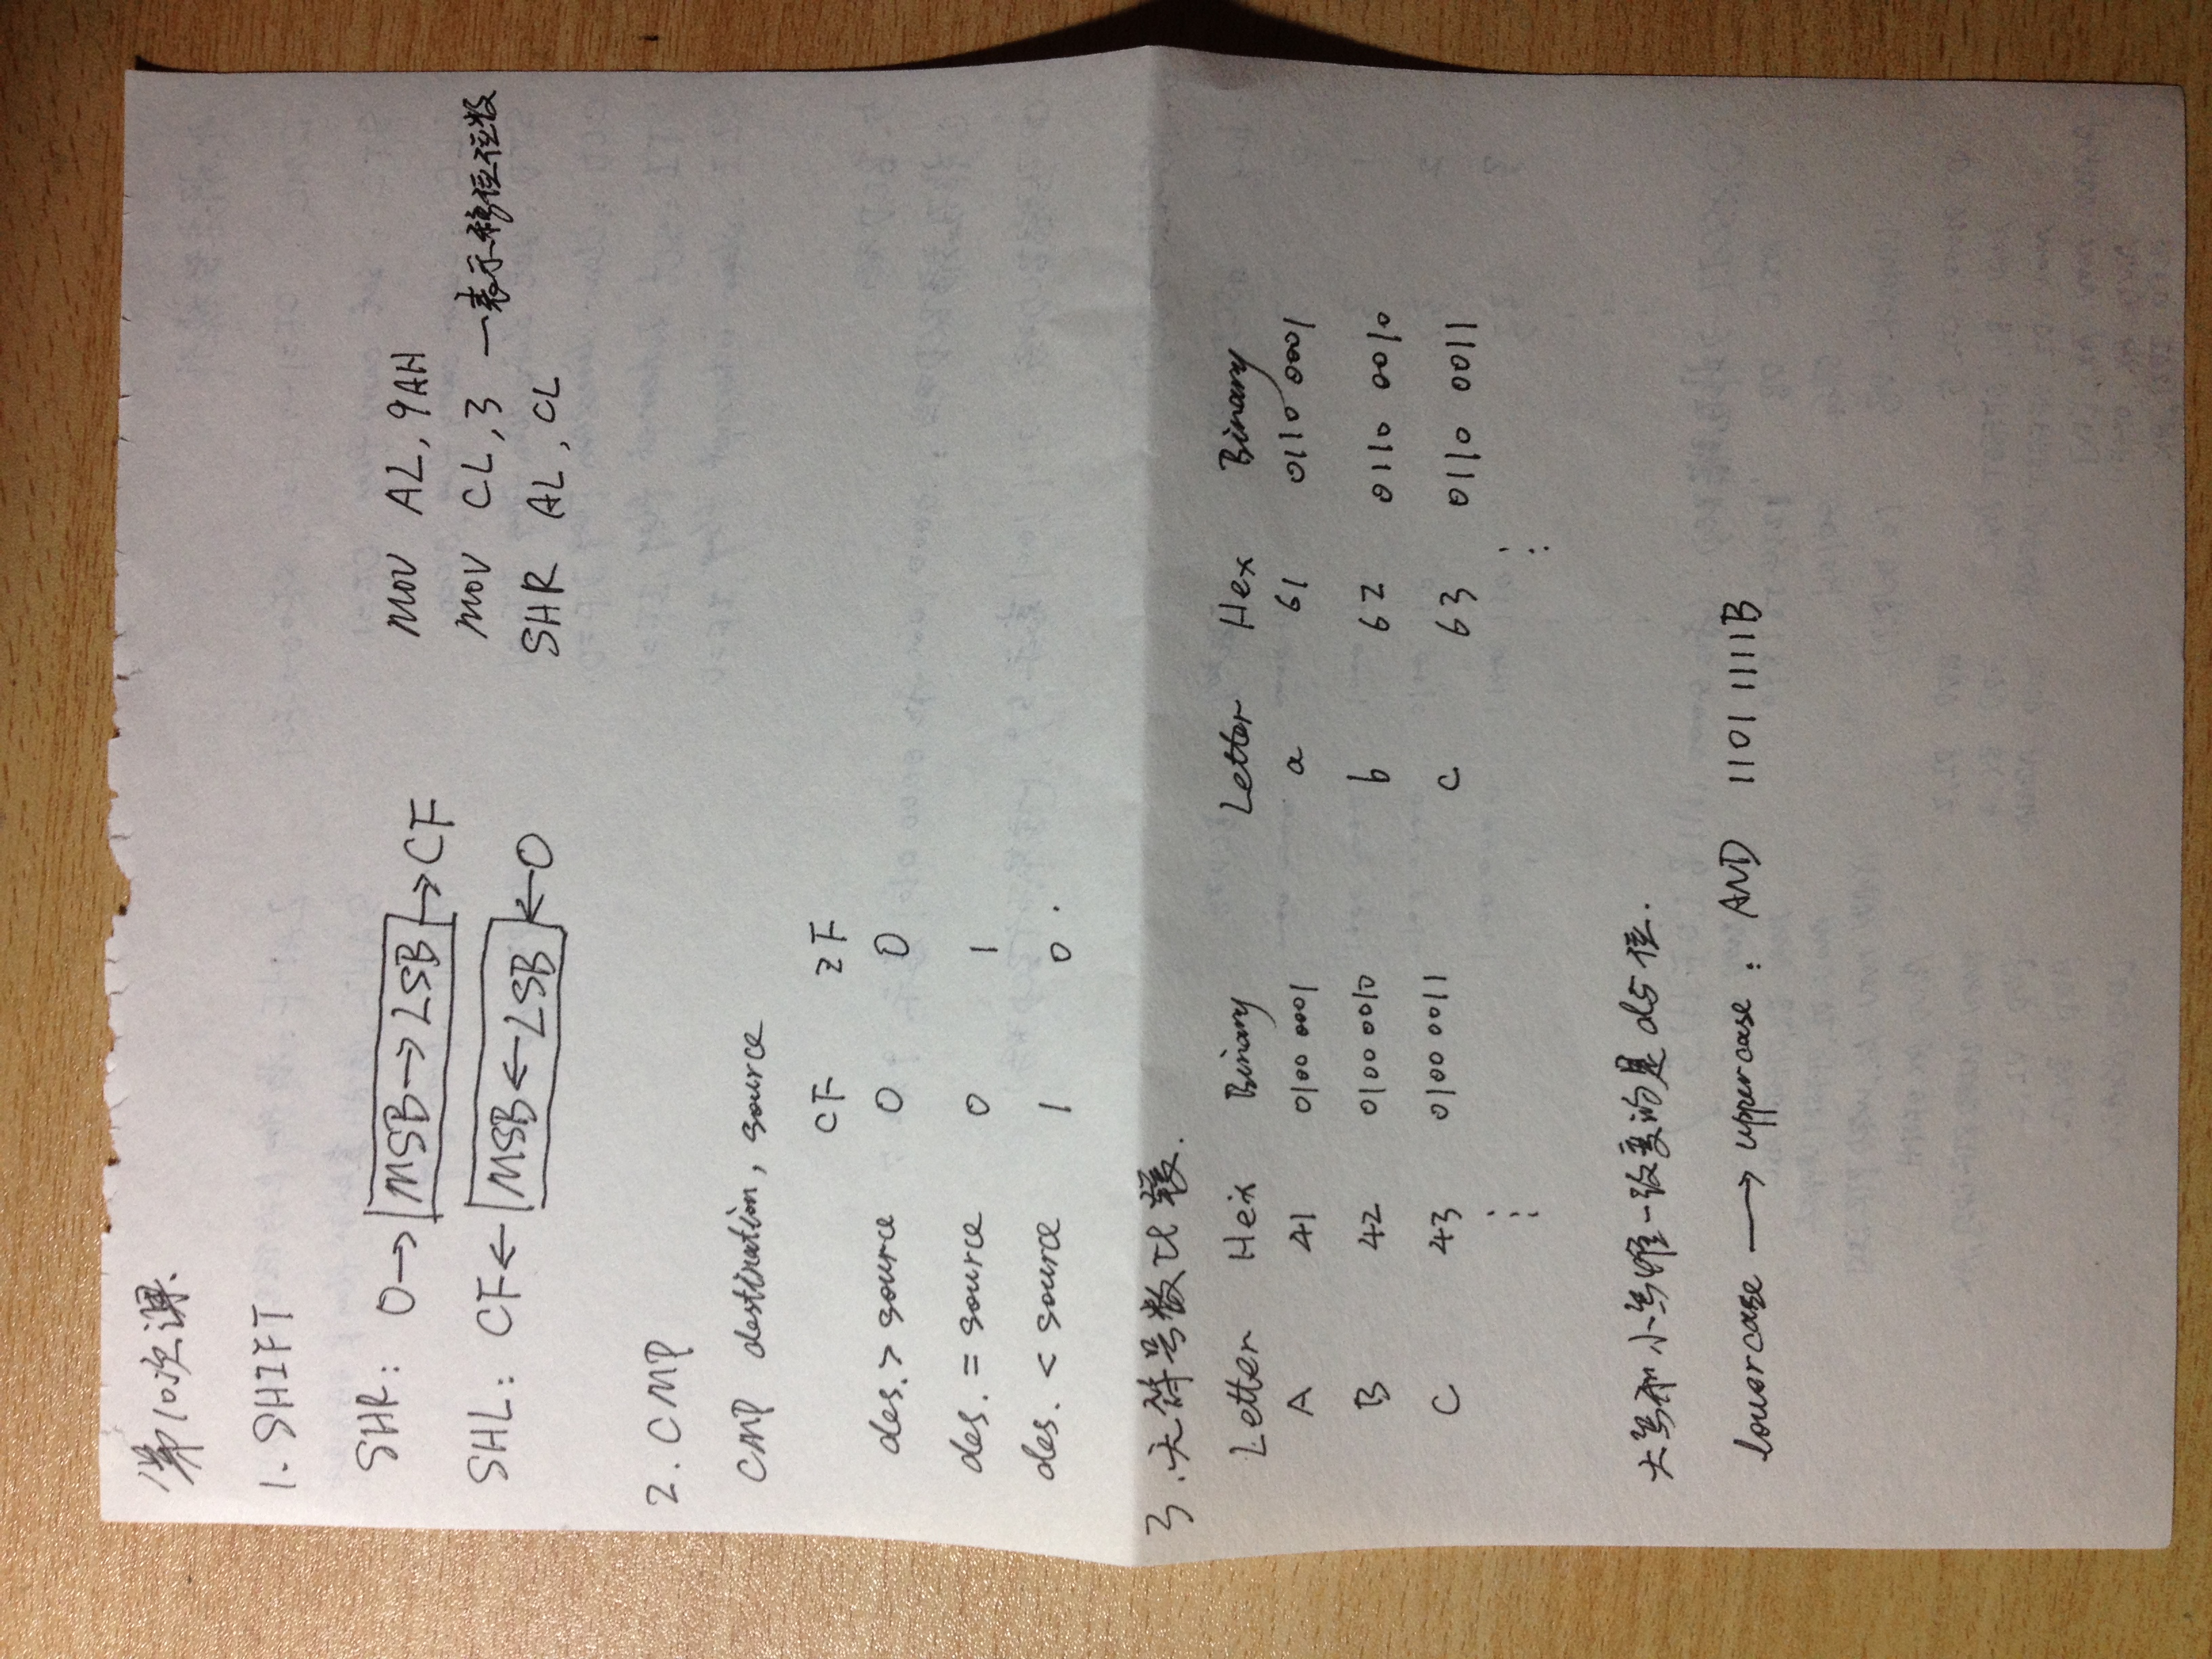 第10次课.
1. SHIFT
SHR: 0→ MSB→LSB →CF
SHL: CF← MSB←LSB ←0
MOV AL, 9AH
MOV CL, 3 —表示移位位数
SHR AL, CL
2. CMP
CMP destination, source
CF ZF
des. > source 0 0
des. = source 0 1
des. < source 1 0.
3. 无符号数比较.
Letter Hex Binary Letter Hex Binary
A 41 0100 0001 a 61 0110 0001
B 42 0100 0010 b 62 0110 0010
C 43 0100 0011 c 63 0110 0011
⋮ ⋮
大写和小写唯一改变的是d5位.
lowercase → uppercase: AND 1101 1111B